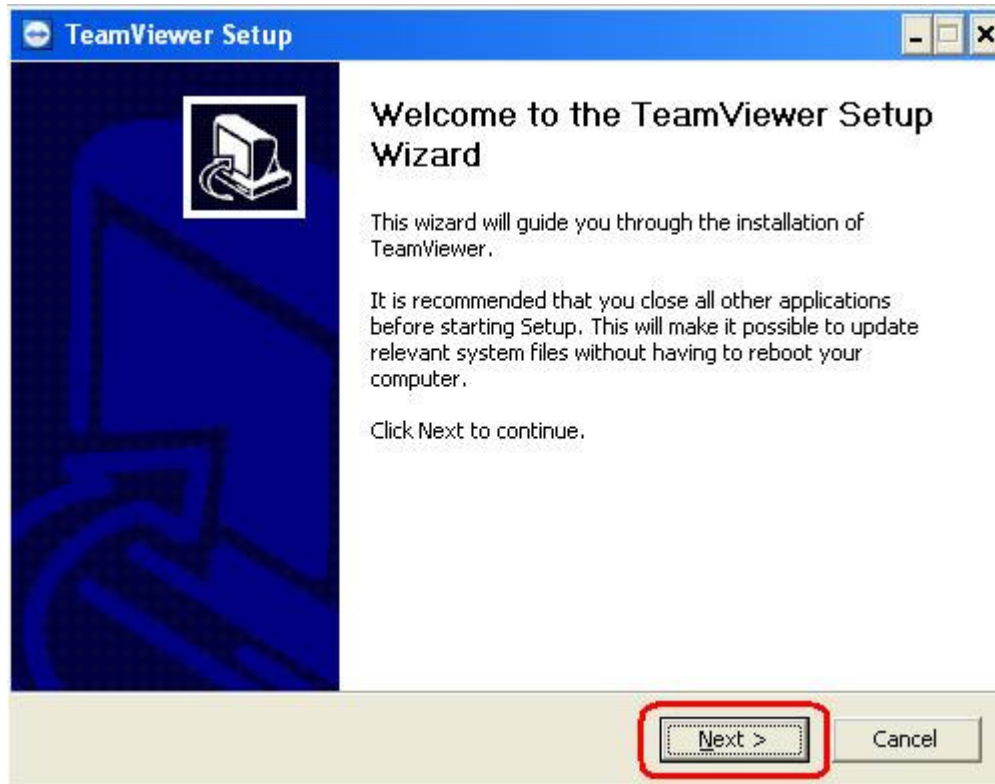 TeamViewer Setup
Welcome to the TeamViewer Setup
Wizard
This wizard will guide you through the installation of
TeamViewer.
It is recommended that you close all other applications
before starting Setup. This will make it possible to update
relevant system files without having to reboot your
computer.
Click Next to continue.
Next >
Cancel